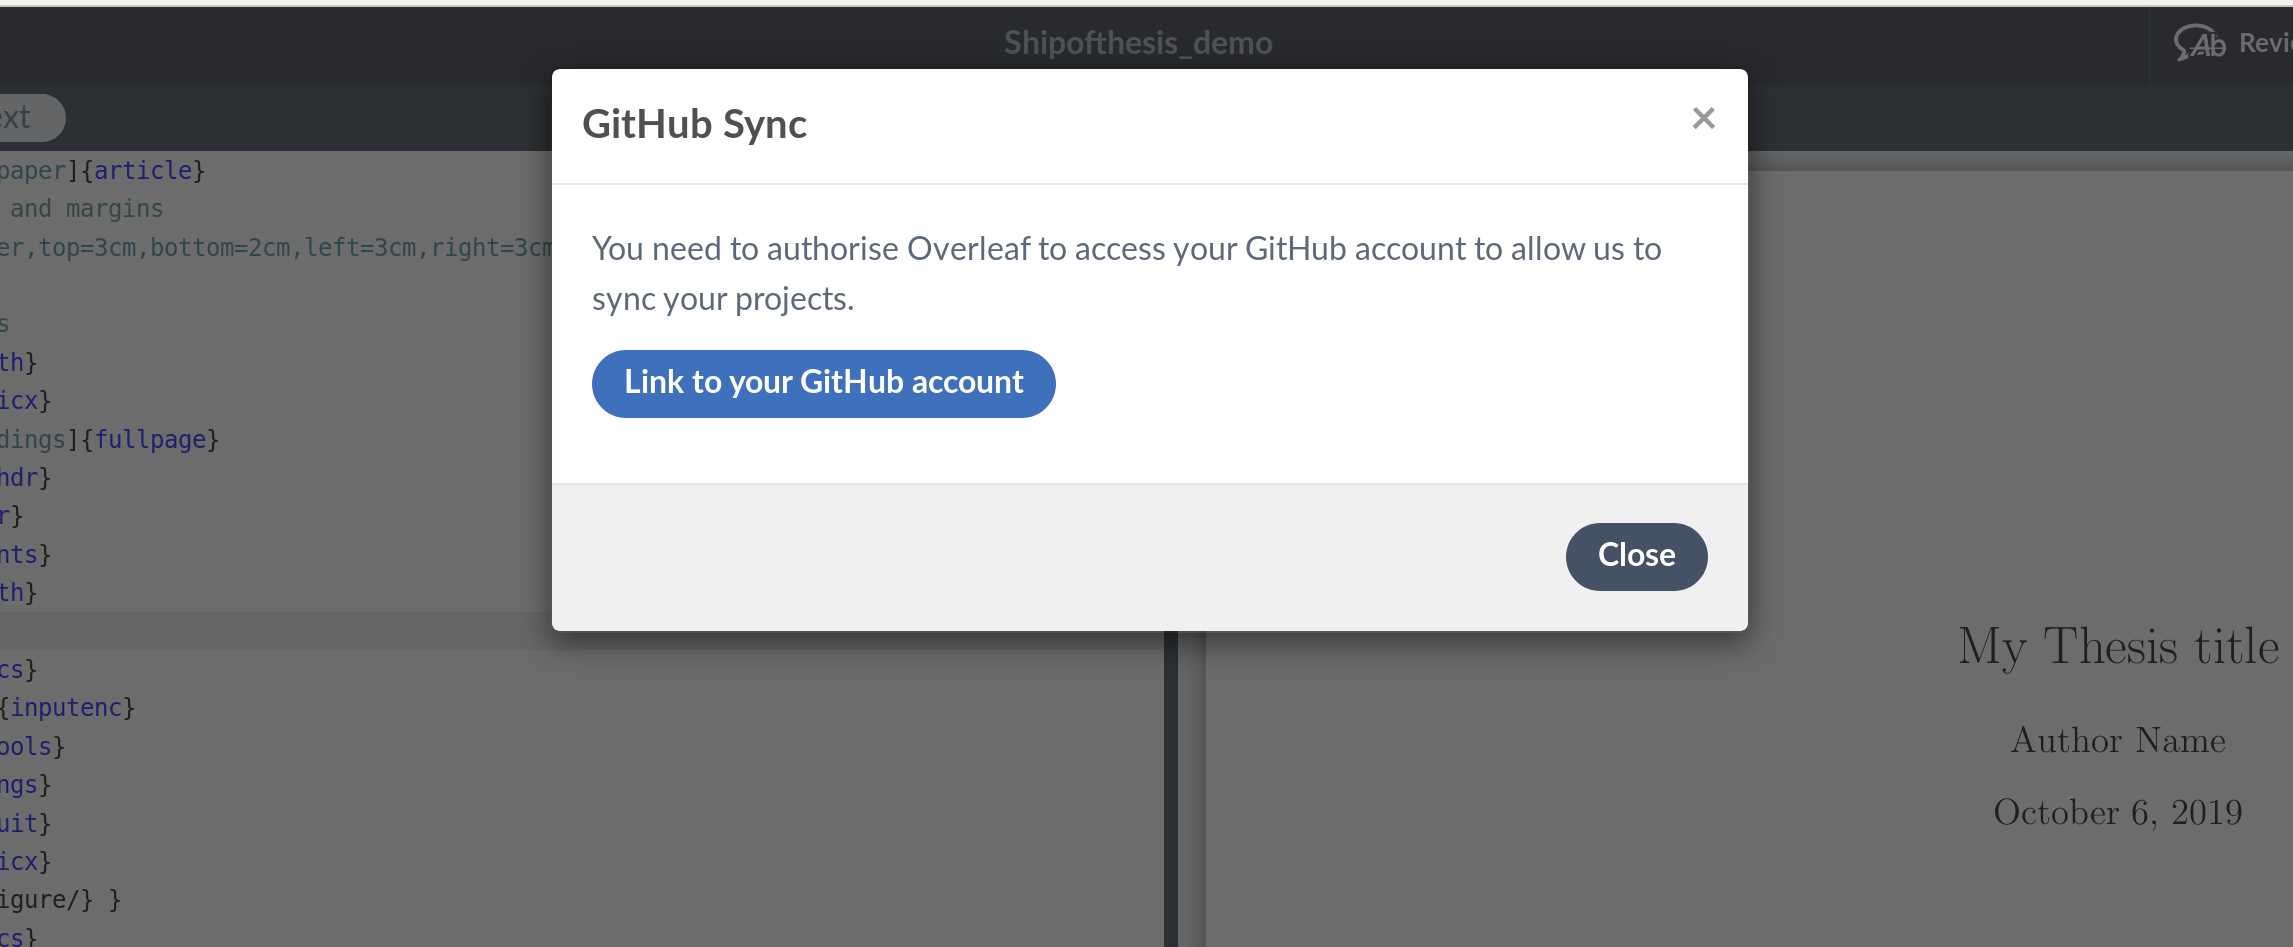 Shipofthesis_demo
Revi
ext
GitHub Sync
×
You need to authorise Overleaf to access your GitHub account to allow us to
sync your projects.
Link to your GitHub account
Close
paper]{article}
and margins
er,top=3cm,bottom=2cm,left=3cm,right=3cm
s
th}
icx}
dings]{fullpage}
hdr}
r}
nts}
th}
cs}
{inputenc}
ools}
ngs}
uit}
icx}
igure/} }
cs}
My Thesis title
Author Name
October 6, 2019